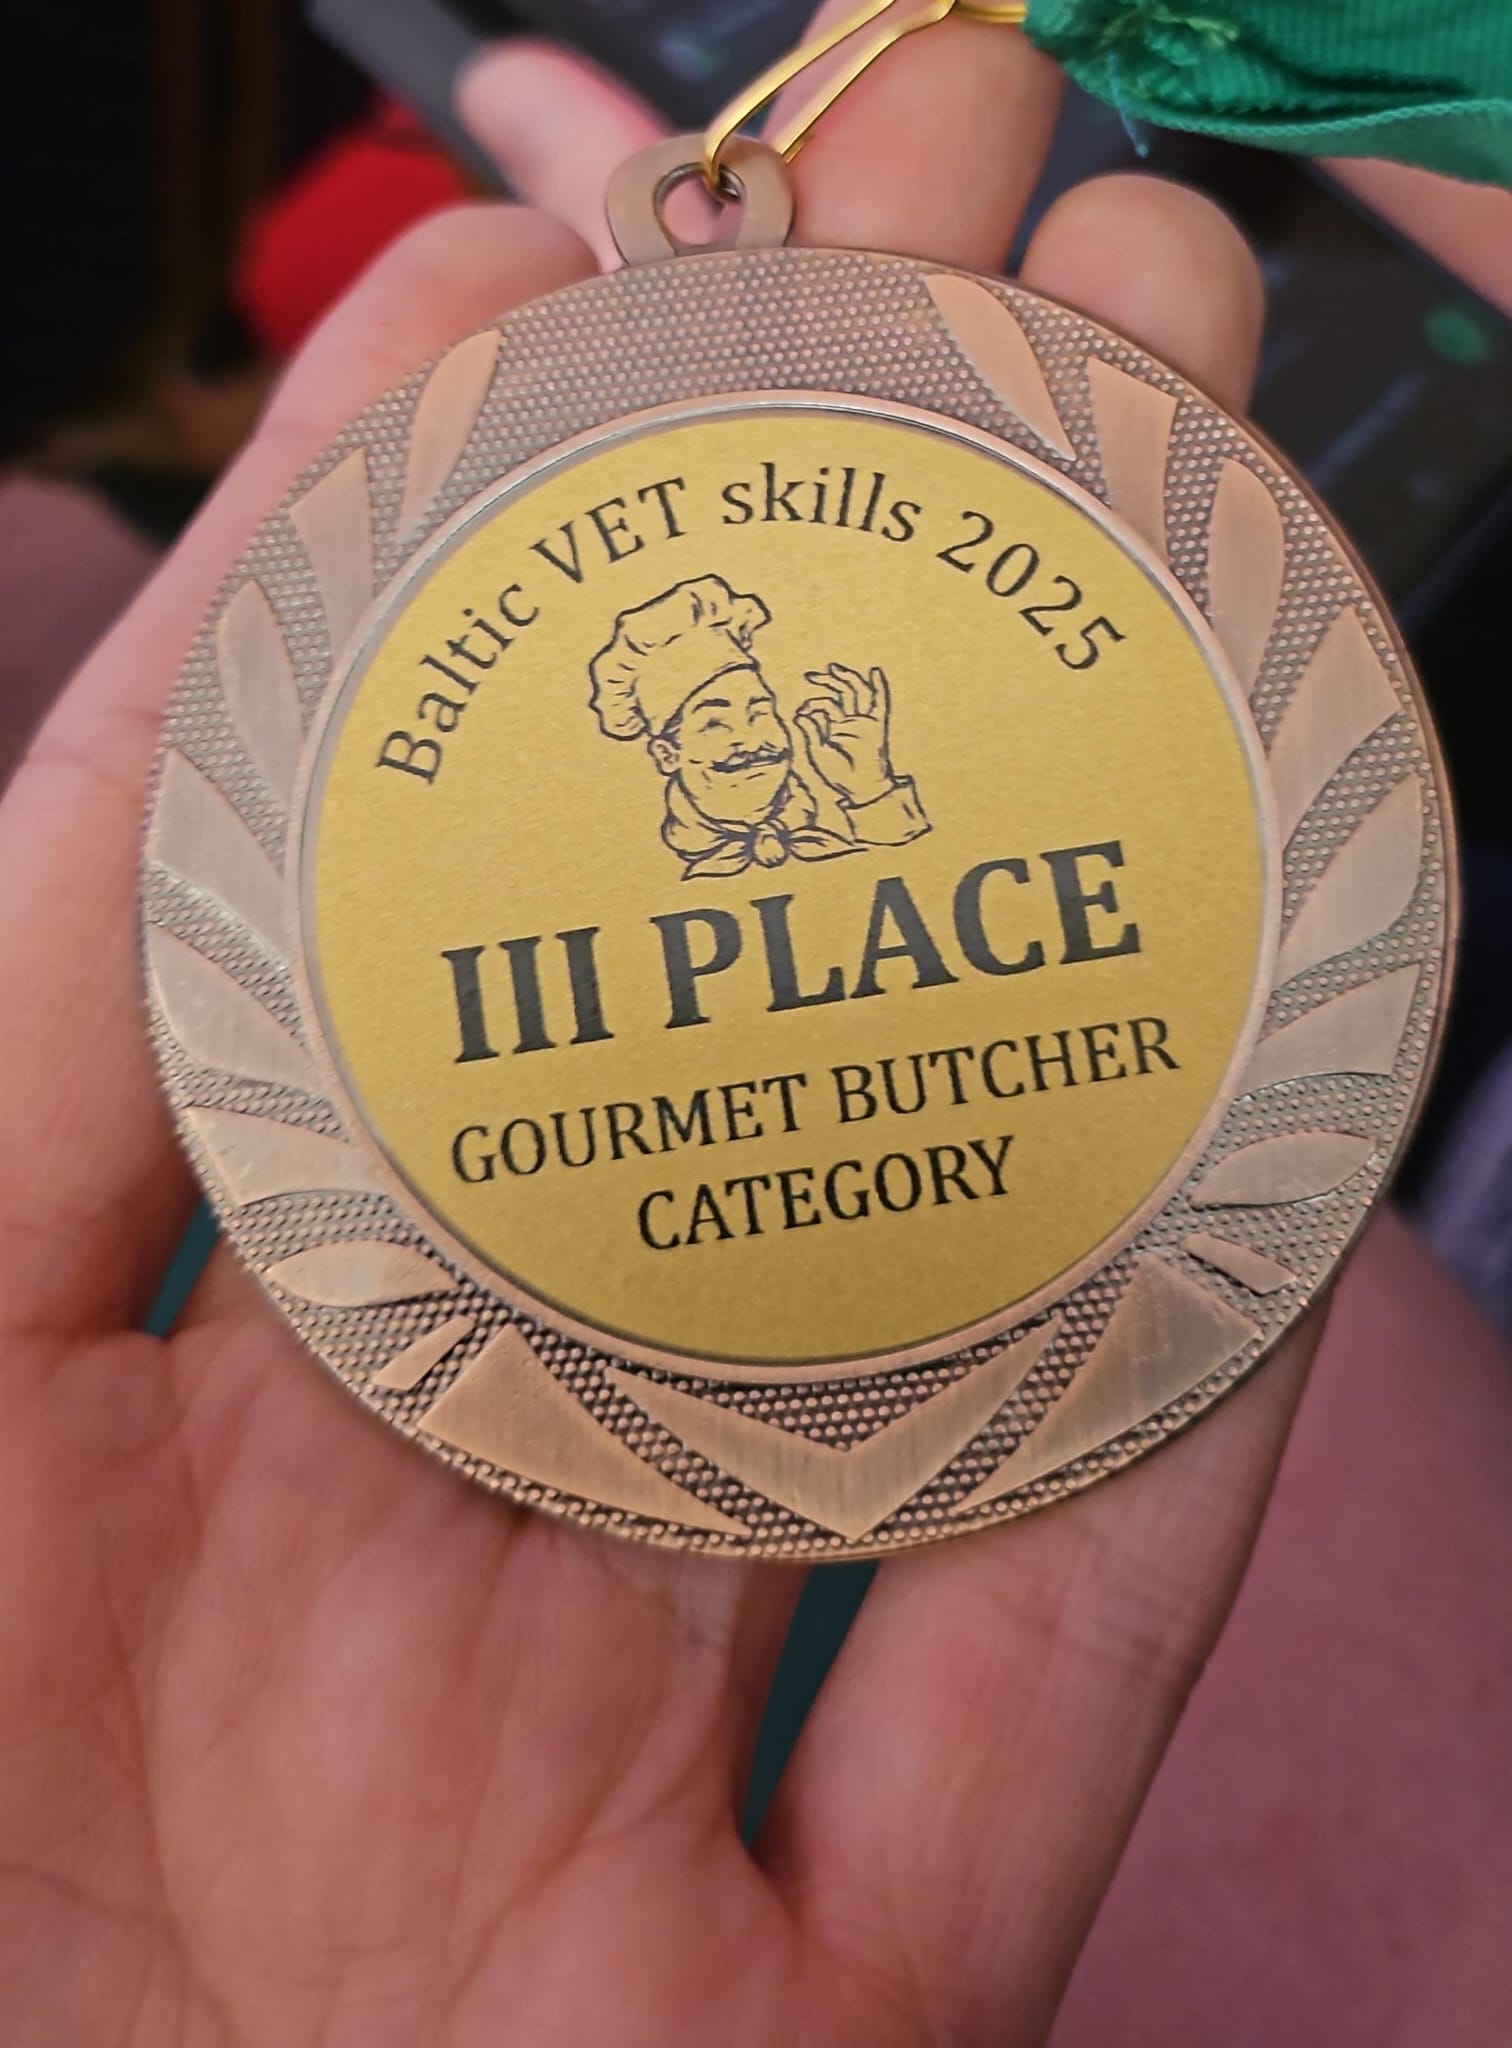 Baltic VET skills 2025
III PLACE
GOURMET BUTCHER
CATEGORY